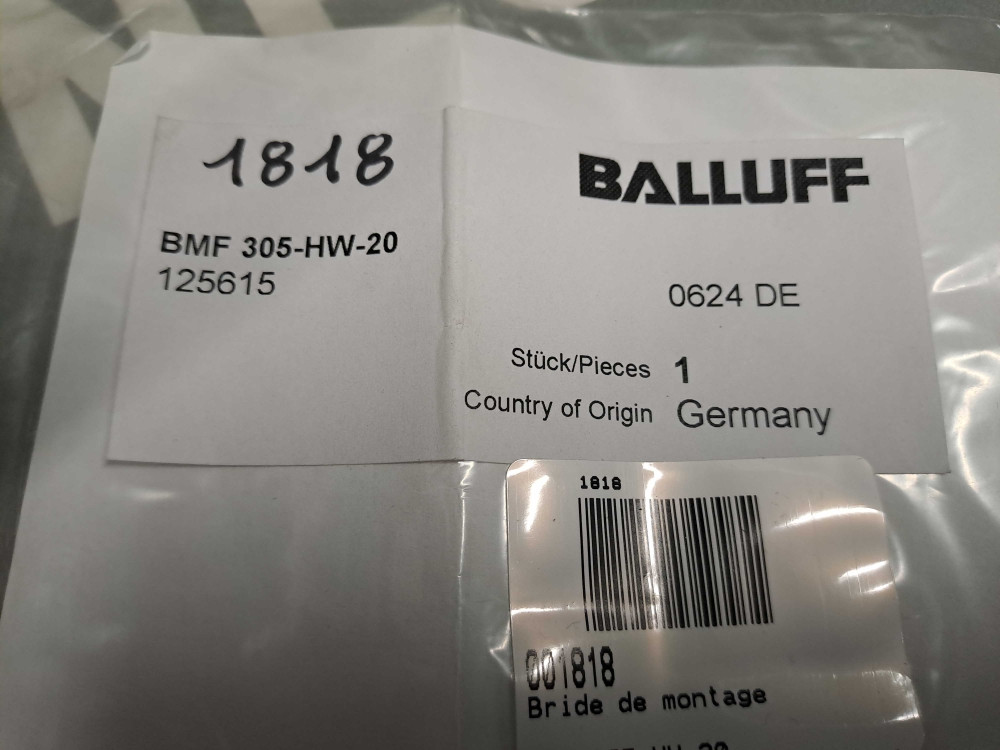 1818
BALLUFF
BMF 305-HW-20
125615
0624 DE
Stück/Pieces 1
Country of Origin Germany
1818
001818
Bride de montage